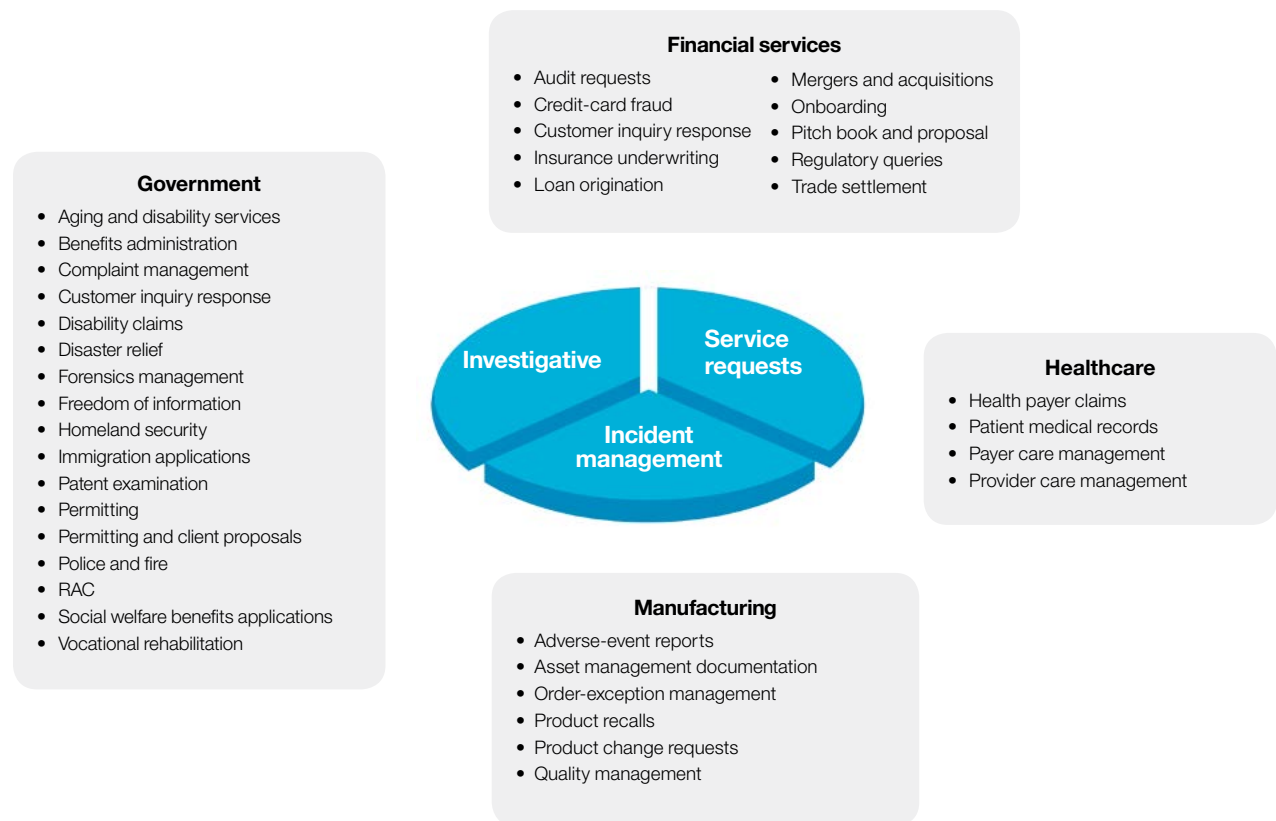 Financial services
• Audit requests
• Credit-card fraud
• Customer inquiry response
• Insurance underwriting
• Loan origination
• Mergers and acquisitions
• Onboarding
• Pitch book and proposal
• Regulatory queries
• Trade settlement
Government
• Aging and disability services
• Benefits administration
• Complaint management
• Customer inquiry response
• Disability claims
• Disaster relief
• Forensics management
• Freedom of information
• Homeland security
• Immigration applications
• Patent examination
• Permitting
• Permitting and client proposals
• Police and fire
• RAC
• Social welfare benefits applications
• Vocational rehabilitation
Investigative
Service
requests
Incident
management
Healthcare
• Health payer claims
• Patient medical records
• Payer care management
• Provider care management
Manufacturing
• Adverse-event reports
• Asset management documentation
• Order-exception management
• Product recalls
• Product change requests
• Quality management